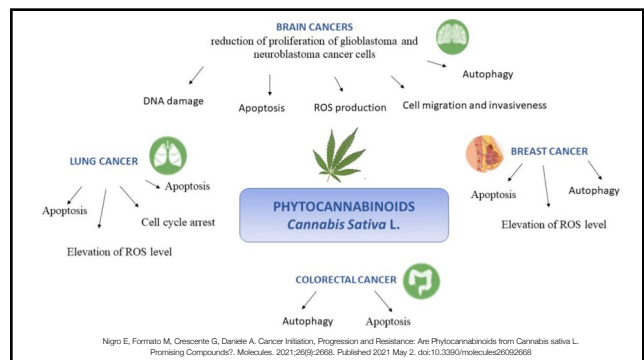 BRAIN CANCERS
reduction of proliferation of glioblastoma and
neuroblastoma cancer cells
Autophagy
DNA damage
Apoptosis
ROS production
Cell migration and invasiveness
LUNG CANCER
Apoptosis
Apoptosis
Cell cycle arrest
Elevation of ROS level
PHYTOCANNABINOIDS
Cannabis Sativa L.
BREAST CANCER
Apoptosis
Autophagy
Elevation of ROS level
COLORECTAL CANCER
Autophagy
Apoptosis
Nigro E, Formato M, Crescente G, Daniele A. Cancer Initiation, Progression and Resistance: Are Phytocannabinoids from Cannabis sativa L.
Promising Compounds?. Molecules. 2021;26(9):2668. Published 2021 May 2. doi:10.3390/molecules26092668